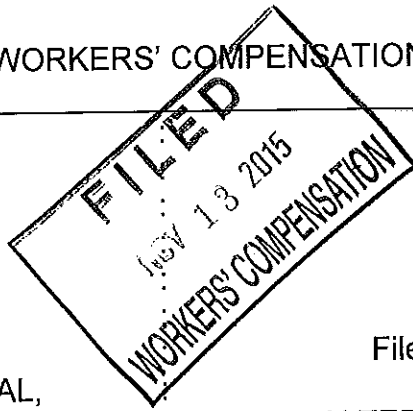 WORKERS' COMPENSATION
FILED
NOV 13 2015
WORKERS' COMPENSATION
File
AL,